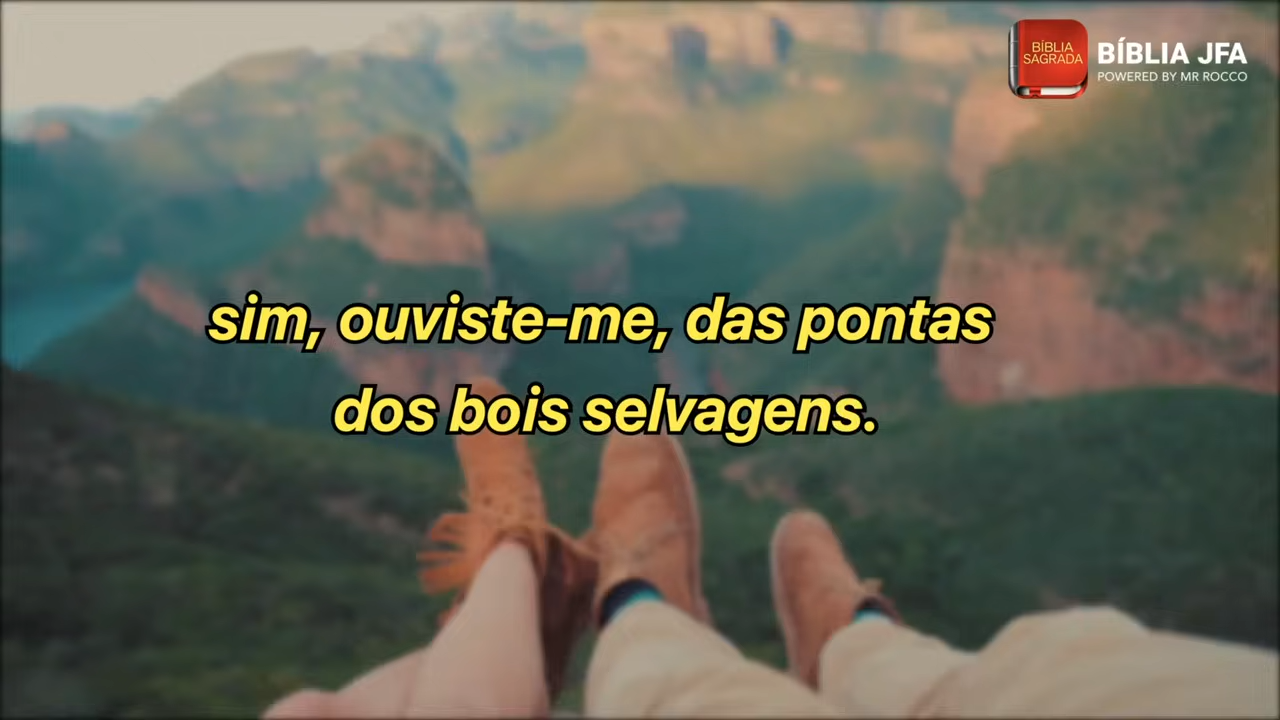 BÍBLIA
SAGRADA
BÍBLIA JFA
POWERED BY MR ROCCO
sim, ouviste-me, das pontas
dos bois selvagens.